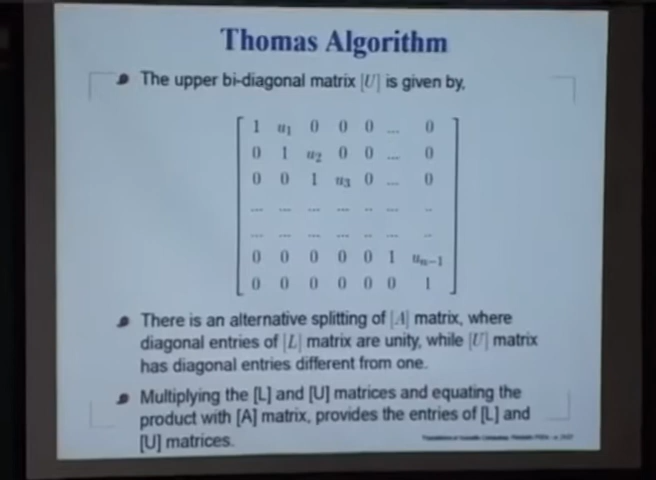 Thomas Algorithm
The upper bi-diagonal matrix [U] is given by,
1 u₁ 0 0 0 ... 0
0 1 u₂ 0 0 ... 0
0 0 1 u₃ 0 ... 0
... ... ... ... ... ... ..
... ... ... ... ... ... ..
0 0 0 0 0 1 uₙ₋₁
0 0 0 0 0 0 1
There is an alternative splitting of [A] matrix, where
diagonal entries of [L] matrix are unity, while [U] matrix
has diagonal entries different from one.
Multiplying the [L] and [U] matrices and equating the
product with [A] matrix, provides the entries of [L] and
[U] matrices.